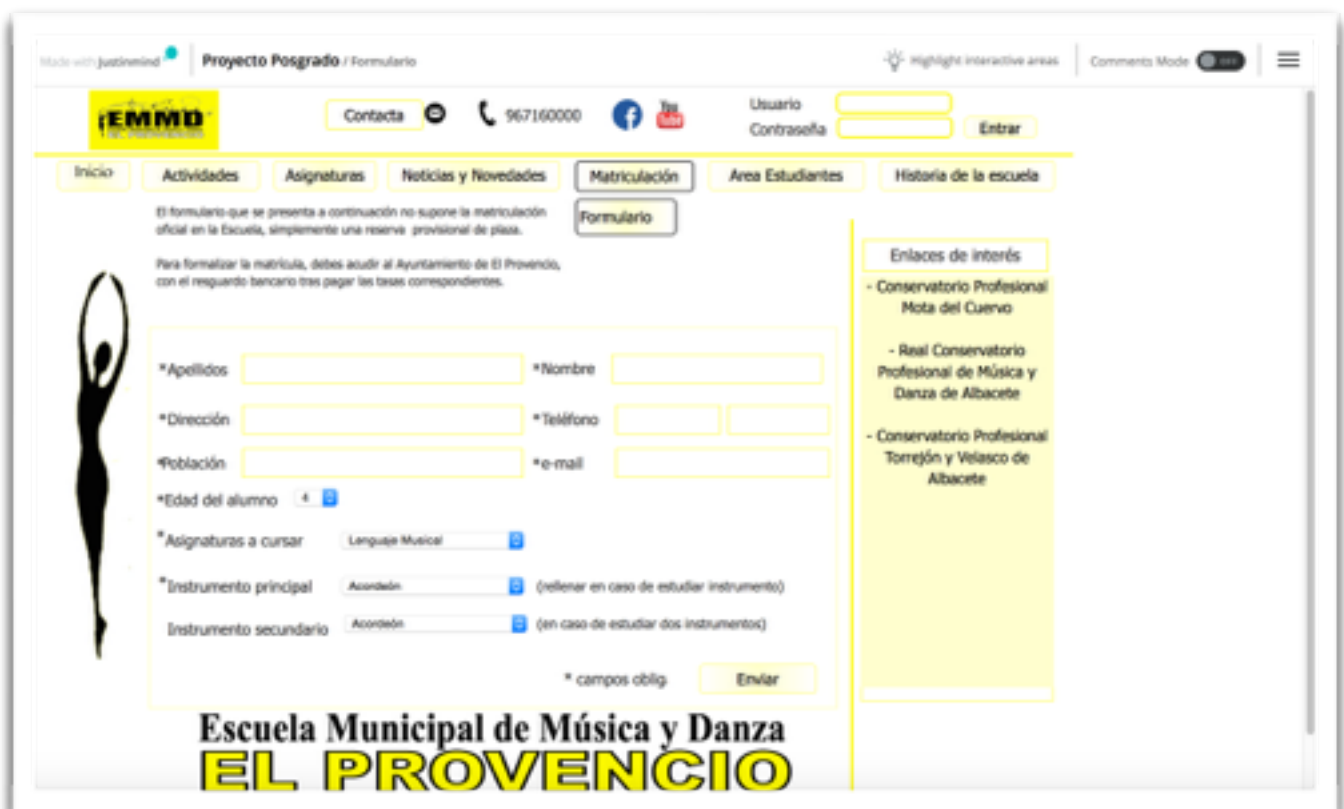 Made with justinmind
Proyecto Posgrado / Formulario
Highlight interactive areas
Comments Mode
OFF
EMMD
EL PROVENCIO
Contacta
967160000
You
Tube
Usuario
Contraseña
Entrar
Inicio
Actividades
Asignaturas
Noticias y Novedades
Matriculación
Area Estudiantes
Historia de la escuela
Formulario
El formulario que se presenta a continuación no supone la matriculación
oficial en la Escuela, simplemente una reserva provisional de plaza.
Para formalizar la matrícula, debes acudir al Ayuntamiento de El Provencio,
con el resguardo bancario tras pagar las tasas correspondientes.
*Apellidos
*Nombre
*Dirección
*Teléfono
*Población
*e-mail
*Edad del alumno 4
*Asignaturas a cursar Lenguaje Musical
*Instrumento principal Acordeón (rellenar en caso de estudiar instrumento)
Instrumento secundario Acordeón (en caso de estudiar dos instrumentos)
* campos oblig.
Enviar
Enlaces de interés
- Conservatorio Profesional
Mota del Cuervo
- Real Conservatorio
Profesional de Música y
Danza de Albacete
- Conservatorio Profesional
Torrejón y Velasco de
Albacete
Escuela Municipal de Música y Danza
EL PROVENCIO